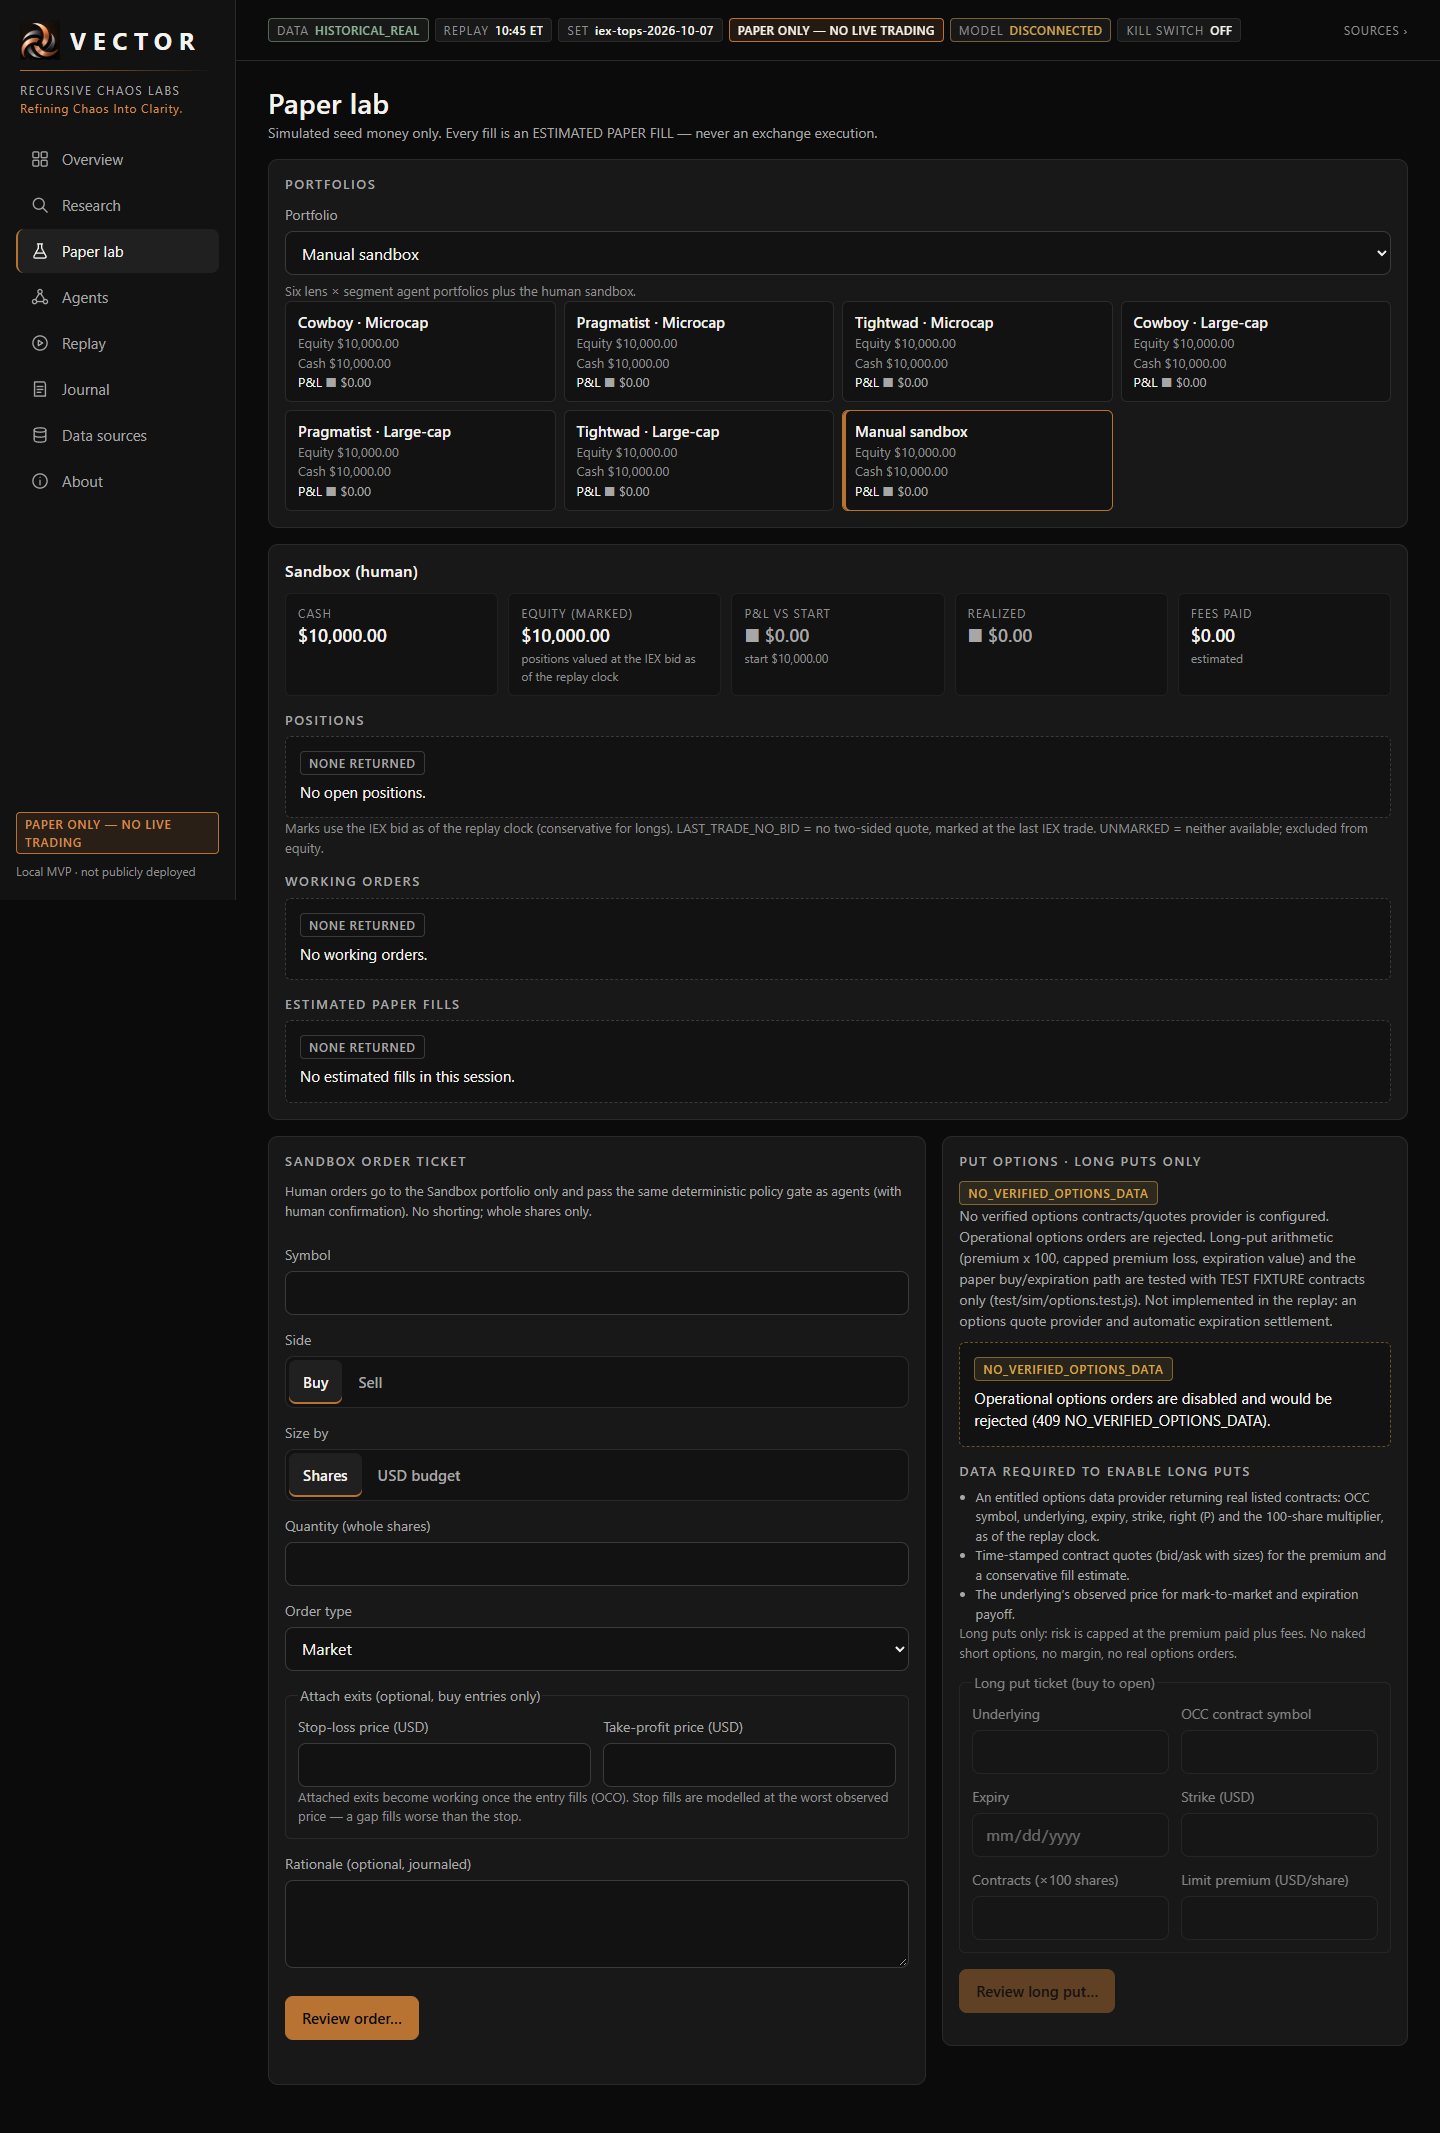 VECTOR
RECURSIVE CHAOS LABS
Refining Chaos Into Clarity.
Overview
Research
Paper lab
Agents
Replay
Journal
Data sources
About
PAPER ONLY — NO LIVE
TRADING
Local MVP · not publicly deployed
DATA HISTORICAL_REAL
REPLAY 10:45 ET
SET iex-tops-2026-10-07
PAPER ONLY — NO LIVE TRADING
MODEL DISCONNECTED
KILL SWITCH OFF
SOURCES ›
Paper lab
Simulated seed money only. Every fill is an ESTIMATED PAPER FILL — never an exchange execution.
PORTFOLIOS
Portfolio
Manual sandbox
Six lens × segment agent portfolios plus the human sandbox.
Cowboy · Microcap
Equity $10,000.00
Cash $10,000.00
P&L ■ $0.00
Pragmatist · Microcap
Equity $10,000.00
Cash $10,000.00
P&L ■ $0.00
Tightwad · Microcap
Equity $10,000.00
Cash $10,000.00
P&L ■ $0.00
Cowboy · Large-cap
Equity $10,000.00
Cash $10,000.00
P&L ■ $0.00
Pragmatist · Large-cap
Equity $10,000.00
Cash $10,000.00
P&L ■ $0.00
Tightwad · Large-cap
Equity $10,000.00
Cash $10,000.00
P&L ■ $0.00
Manual sandbox
Equity $10,000.00
Cash $10,000.00
P&L ■ $0.00
Sandbox (human)
CASH
$10,000.00
EQUITY (MARKED)
$10,000.00
positions valued at the IEX bid as
of the replay clock
P&L VS START
■ $0.00
start $10,000.00
REALIZED
■ $0.00
FEES PAID
$0.00
estimated
POSITIONS
NONE RETURNED
No open positions.
Marks use the IEX bid as of the replay clock (conservative for longs). LAST_TRADE_NO_BID = no two-sided quote, marked at the last IEX trade. UNMARKED = neither available; excluded from
equity.
WORKING ORDERS
NONE RETURNED
No working orders.
ESTIMATED PAPER FILLS
NONE RETURNED
No estimated fills in this session.
SANDBOX ORDER TICKET
Human orders go to the Sandbox portfolio only and pass the same deterministic policy gate as agents (with
human confirmation). No shorting; whole shares only.
Symbol
Side
Buy Sell
Size by
Shares USD budget
Quantity (whole shares)
Order type
Market
Attach exits (optional, buy entries only)
Stop-loss price (USD) Take-profit price (USD)
Attached exits become working once the entry fills (OCO). Stop fills are modelled at the worst observed
price — a gap fills worse than the stop.
Rationale (optional, journaled)
Review order...
PUT OPTIONS · LONG PUTS ONLY
NO_VERIFIED_OPTIONS_DATA
No verified options contracts/quotes provider is configured.
Operational options orders are rejected. Long-put arithmetic
(premium x 100, capped premium loss, expiration value) and the
paper buy/expiration path are tested with TEST FIXTURE contracts
only (test/sim/options.test.js). Not implemented in the replay: an
options quote provider and automatic expiration settlement.
NO_VERIFIED_OPTIONS_DATA
Operational options orders are disabled and would be
rejected (409 NO_VERIFIED_OPTIONS_DATA).
DATA REQUIRED TO ENABLE LONG PUTS
• An entitled options data provider returning real listed contracts: OCC
symbol, underlying, expiry, strike, right (P) and the 100-share multiplier,
as of the replay clock.
• Time-stamped contract quotes (bid/ask with sizes) for the premium and
a conservative fill estimate.
• The underlying's observed price for mark-to-market and expiration
payoff.
Long puts only: risk is capped at the premium paid plus fees. No naked
short options, no margin, no real options orders.
Long put ticket (buy to open)
Underlying OCC contract symbol
Expiry Strike (USD)
mm/dd/yyyy
Contracts (×100 shares) Limit premium (USD/share)
Review long put...